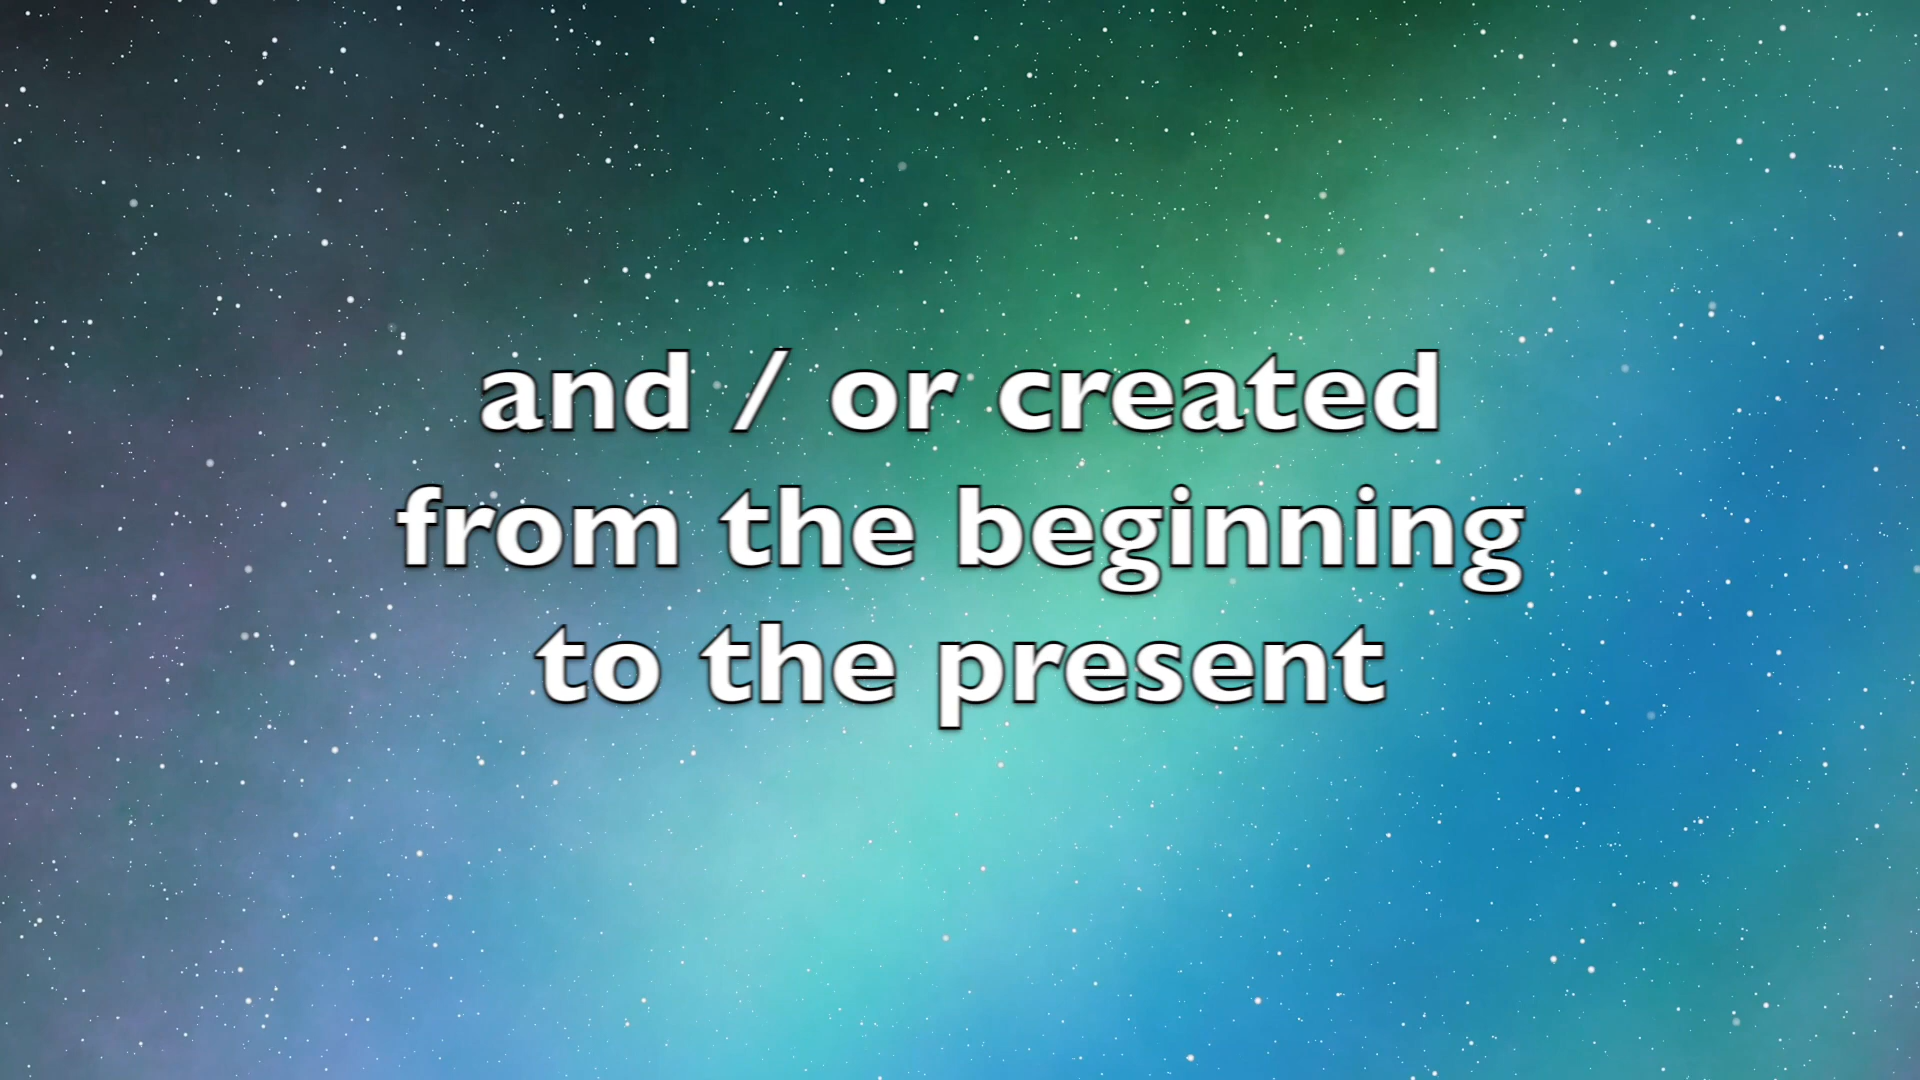 and / or created
from the beginning
to the present